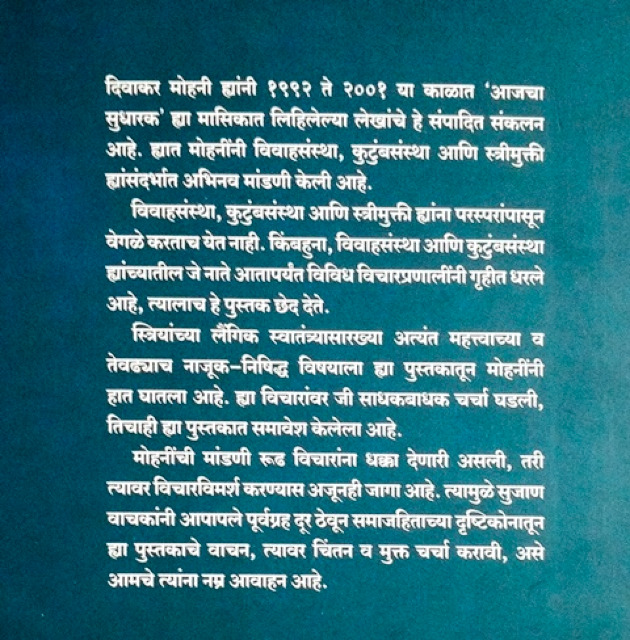 दिवाकर मोहनी ह्यांनी १९९२ ते २००१ या काळात ‘आजचा
सुधारक’ ह्या मासिकात लिहिलेल्या लेखांचे हे संपादित संकलन
आहे. ह्यात मोहनींनी विवाहसंस्था, कुटुंबसंस्था आणि स्त्रीमुक्ती
ह्यांसंदर्भात अभिनव मांडणी केली आहे.
विवाहसंस्था, कुटुंबसंस्था आणि स्त्रीमुक्ती ह्यांना परस्परांपासून
वेगळे करताच येत नाही. किंबहुना, विवाहसंस्था आणि कुटुंबसंस्था
ह्यांच्यातील जे नाते आतापर्यंत विविध विचारप्रणालींनी गृहीत धरले
आहे, त्यालाच हे पुस्तक छेद देते.
स्त्रियांच्या लैंगिक स्वातंत्र्यासारख्या अत्यंत महत्त्वाच्या व
तेवढ्याच नाजूक–निषिद्ध विषयाला ह्या पुस्तकातून मोहनींनी
हात घातला आहे. ह्या विचारांवर जी साधकबाधक चर्चा घडली,
तिचाही ह्या पुस्तकात समावेश केलेला आहे.
मोहनींची मांडणी रूढ विचारांना धक्का देणारी असली, तरी
त्यावर विचारविमर्श करण्यास अजूनही जागा आहे. त्यामुळे सुजाण
वाचकांनी आपापले पूर्वग्रह दूर ठेवून समाजहिताच्या दृष्टिकोनातून
ह्या पुस्तकाचे वाचन, त्यावर चिंतन व मुक्त चर्चा करावी, असे
आमचे त्यांना नम्र आवाहन आहे.